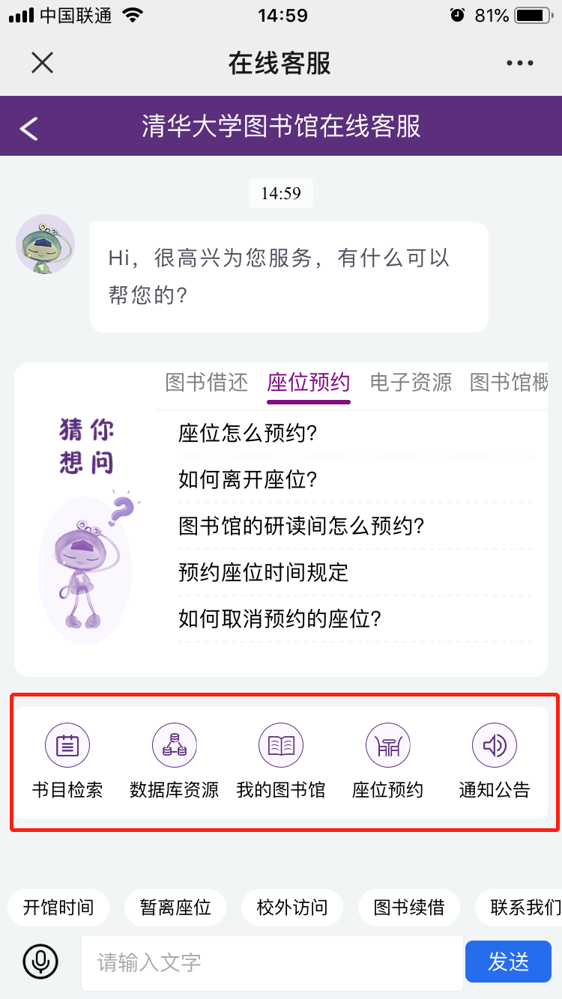 中国联通 14:59 81%
在线客服
清华大学图书馆在线客服
14:59
Hi，很高兴为您服务，有什么可以
帮您的？
图书借还 座位预约 电子资源 图书馆概
猜你
想问
座位怎么预约？
如何离开座位？
图书馆的研读间怎么预约？
预约座位时间规定
如何取消预约的座位？
书目检索 数据库资源 我的图书馆 座位预约 通知公告
开馆时间 暂离座位 校外访问 图书续借 联系我们
请输入文字 发送